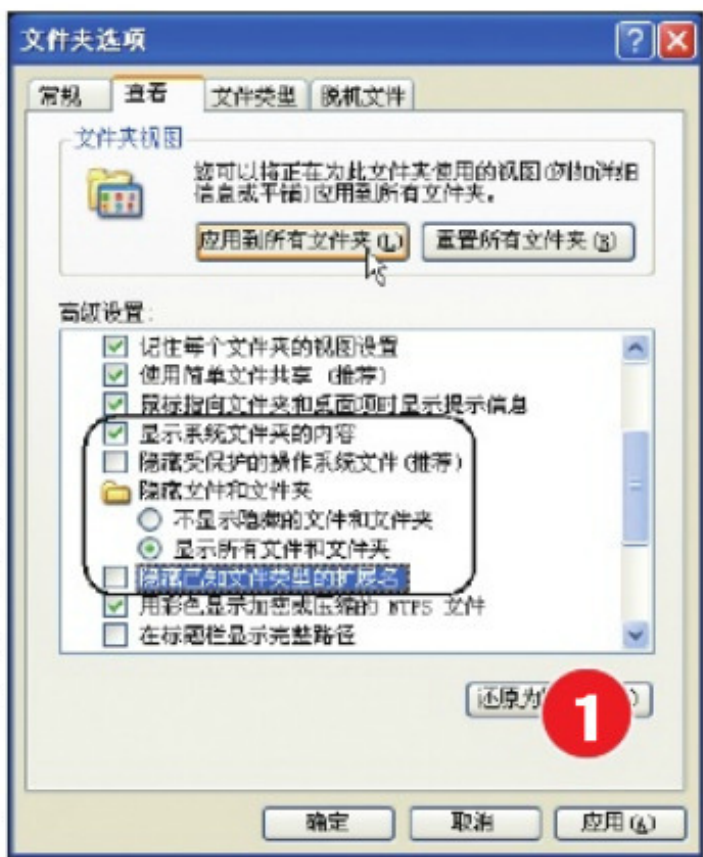 文件夹选项
常规 查看 文件类型 脱机文件
文件夹视图
您可以将正在为此文件夹使用的视图(例如详细
信息或平铺)应用到所有文件夹。
应用到所有文件夹(L) 重置所有文件夹(R)
高级设置:
记住每个文件夹的视图设置
使用简单文件共享 (推荐)
鼠标指向文件夹和桌面项时显示提示信息
显示系统文件夹的内容
隐藏受保护的操作系统文件(推荐)
隐藏文件和文件夹
不显示隐藏的文件和文件夹
显示所有文件和文件夹
隐藏已知文件类型的扩展名
用彩色显示加密或压缩的 NTFS 文件
在标题栏显示完整路径
还原为
1
确定 取消 应用(A)